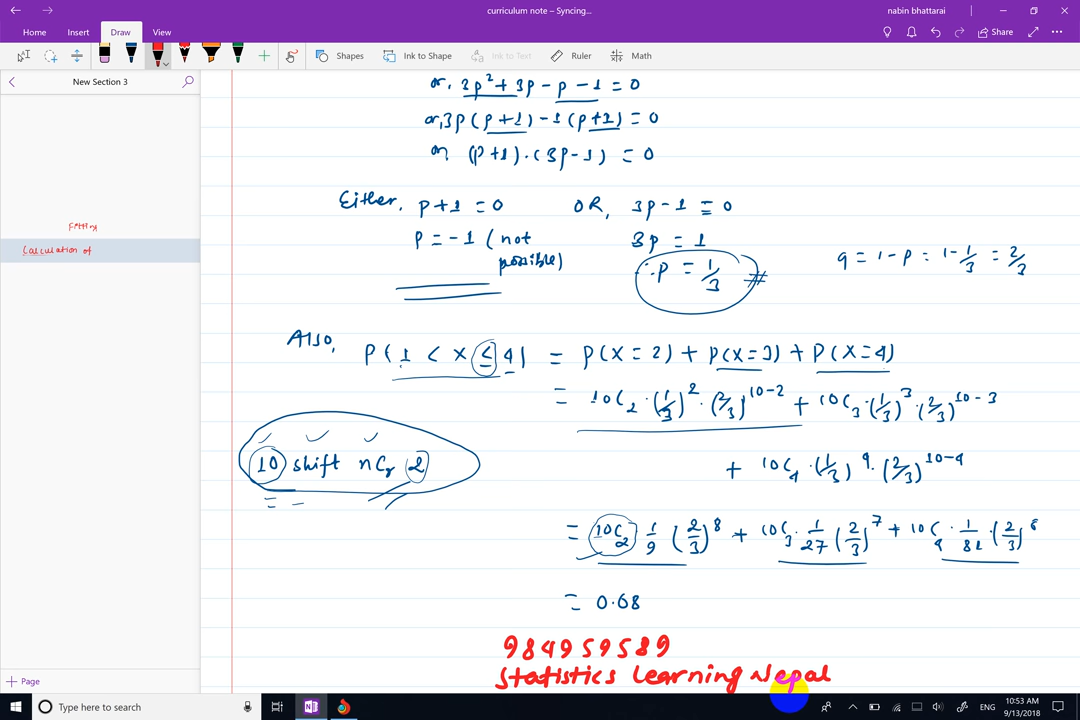 curriculum note – Syncing...
nabin bhattarai
Home Insert Draw View
Share
Shapes Ink to Shape Ink to Text Ruler Math
New Section 3
or, 3p² + 3p - p - 1 = 0
or, 3p (p + 1) - 1 (p + 1) = 0
or (p + 1) · (3p - 1) = 0
Either, p + 1 = 0 OR, 3p - 1 = 0
p = -1 (not possible)
3p = 1
∴ p = 1/3
q = 1 - p = 1 - 1/3 = 2/3
Also, P( 1 < x ≤ 4) = P(X = 2) + P(X = 3) + P(X = 4)
= 10C2 · (1/3)^2 · (2/3)^10-2 + 10C3 · (1/3)^3 · (2/3)^10-3
+ 10C4 · (1/3)^4 · (2/3)^10-4
10 shift nCr 2
= 10C2 1/9 (2/3)^8 + 10C3 · 1/27 (2/3)^7 + 10C4 · 1/81 · (2/3)^6
= 0.68
984959589
Statistics Learning Nepal
Calculation of
+ Page
Type here to search
ENG
10:53 AM
9/13/2018